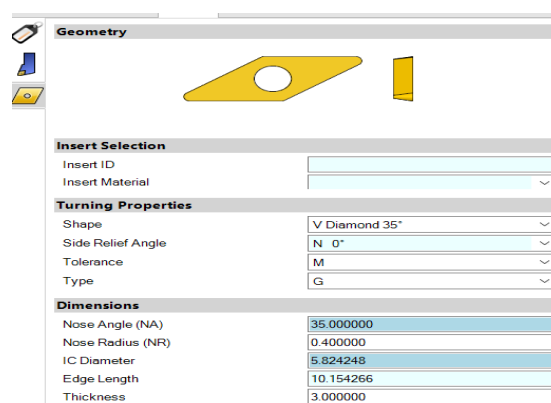 Geometry
Insert Selection
Insert ID
Insert Material
Turning Properties
Shape V Diamond 35°
Side Relief Angle N 0°
Tolerance M
Type G
Dimensions
Nose Angle (NA) 35.000000
Nose Radius (NR) 0.400000
IC Diameter 5.824248
Edge Length 10.154266
Thickness 3.000000